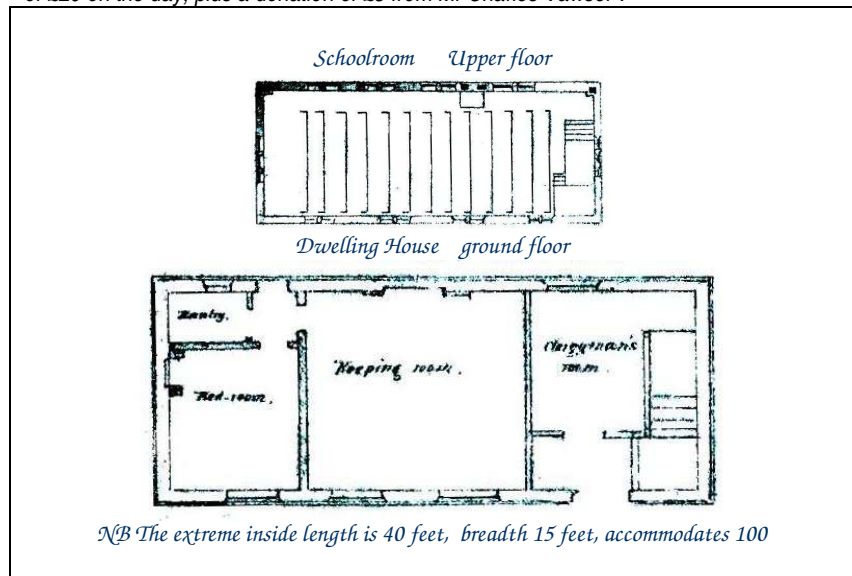 Schoolroom Upper floor
Dwelling House ground floor
Pantry.
Keeping room.
Clergyman's
room.
Bed-room.
NB The extreme inside length is 40 feet, breadth 15 feet, accommodates 100